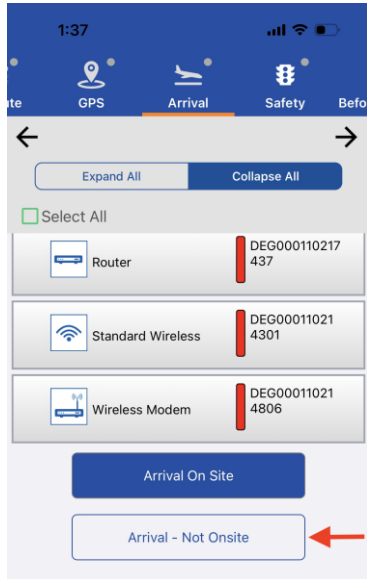 1:37
GPS Arrival Safety Befo
Expand All Collapse All
Select All
Router
DEG000110217
437
Standard Wireless
DEG00011021
4301
Wireless Modem
DEG00011021
4806
Arrival On Site
Arrival - Not Onsite